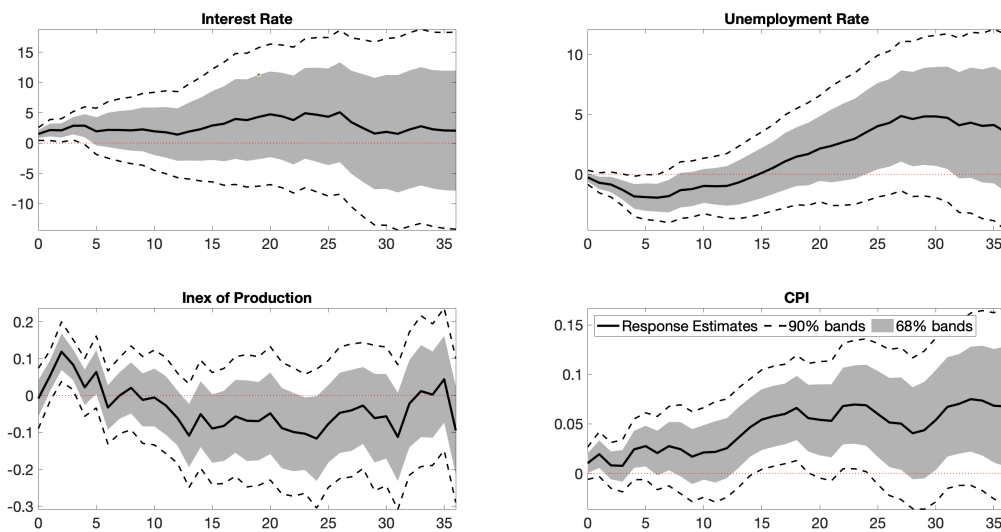 Interest Rate
15
10
5
0
-5
-10
0 5 10 15 20 25 30 35
Unemployment Rate
10
5
0
0 5 10 15 20 25 30 35
Inex of Production
0.2
0.1
0
-0.1
-0.2
-0.3
0 5 10 15 20 25 30 35
CPI
Response Estimates 90% bands 68% bands
0.15
0.1
0.05
0
0 5 10 15 20 25 30 35